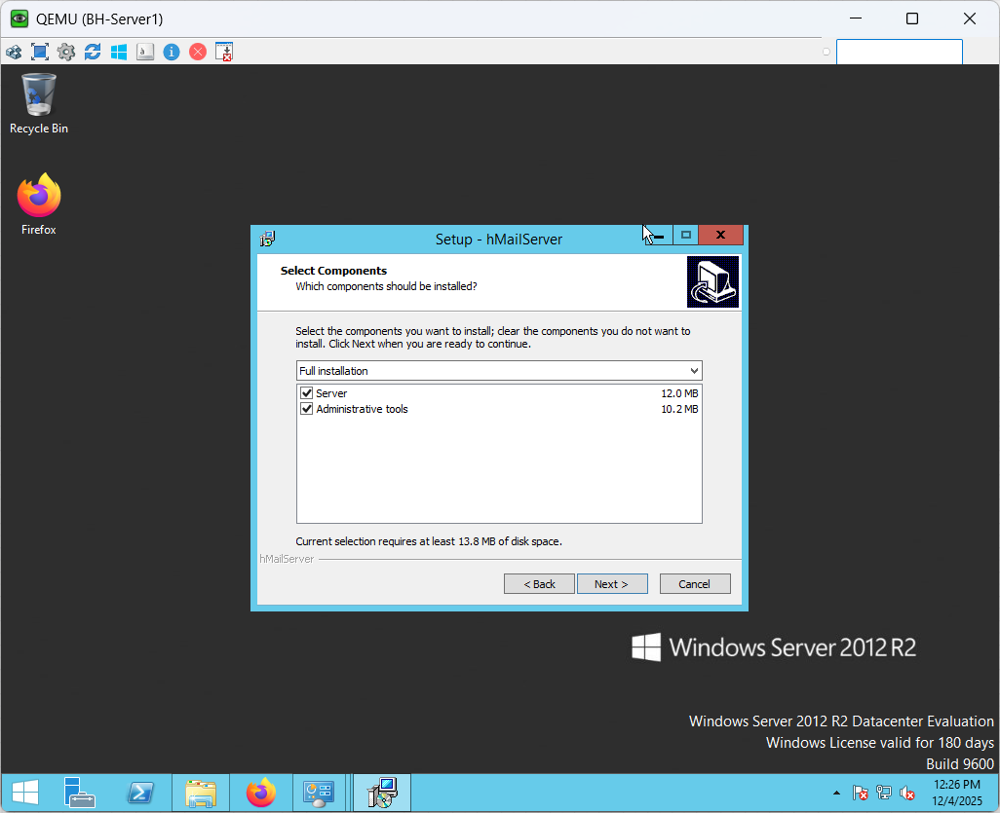 QEMU (BH-Server1)
Recycle Bin
Firefox
Setup - hMailServer
Select Components
Which components should be installed?
Select the components you want to install; clear the components you do not want to
install. Click Next when you are ready to continue.
Full installation
Server 12.0 MB
Administrative tools 10.2 MB
Current selection requires at least 13.8 MB of disk space.
hMailServer
< Back Next > Cancel
Windows Server 2012 R2
Windows Server 2012 R2 Datacenter Evaluation
Windows License valid for 180 days
Build 9600
12:26 PM
12/4/2025